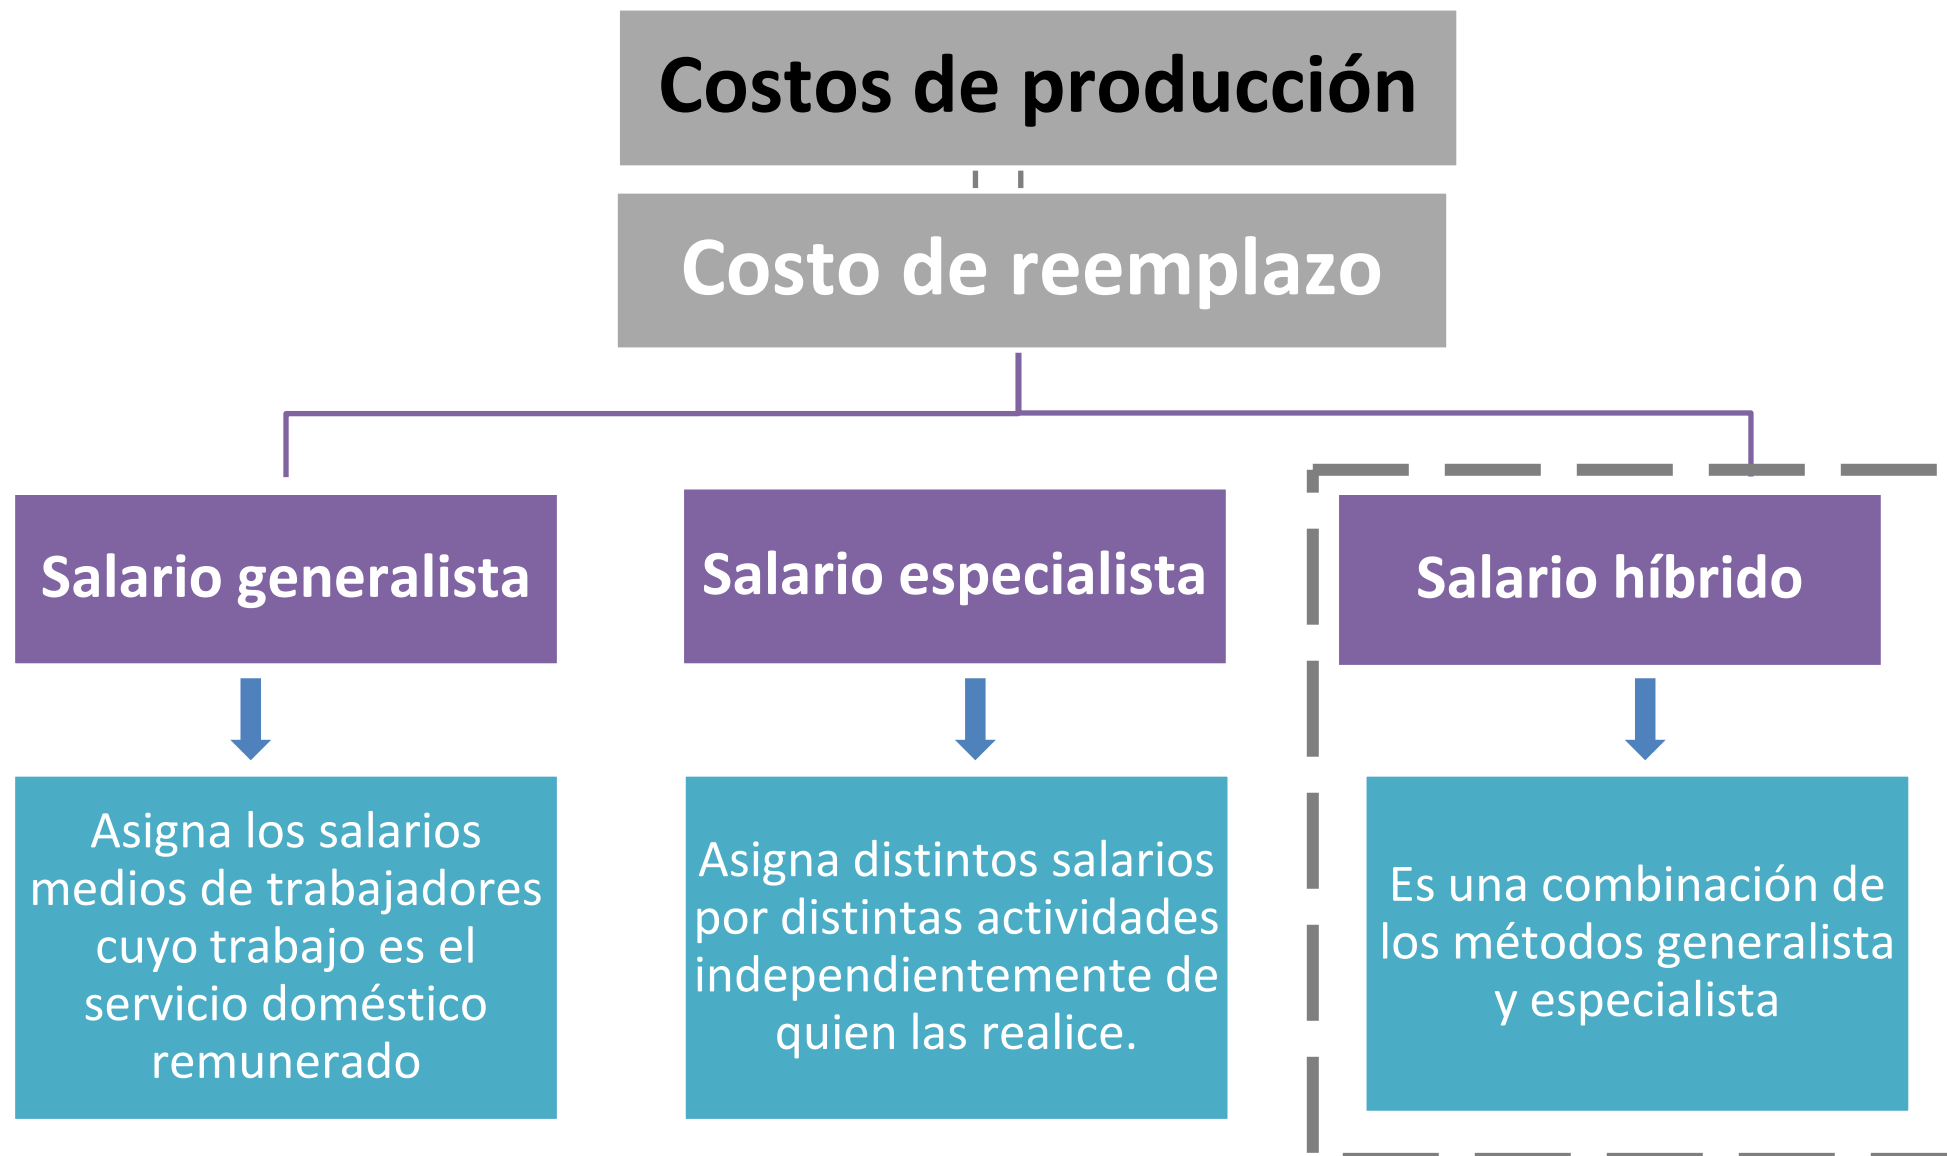 Costos de producción
Costo de reemplazo
Salario generalista
Salario especialista
Salario híbrido
Asigna los salarios
medios de trabajadores
cuyo trabajo es el
servicio doméstico
remunerado
Asigna distintos salarios
por distintas actividades
independientemente de
quien las realice.
Es una combinación de
los métodos generalista
y especialista